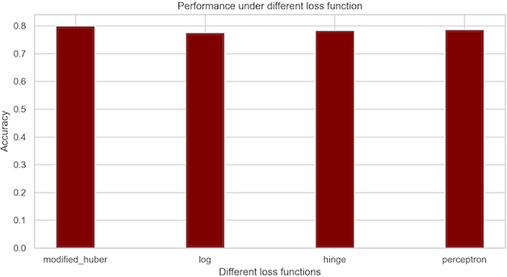 Performance under different loss function
0.8
0.7
0.6
0.5
0.4
0.3
0.2
0.1
0.0
Accuracy
modified_huber log hinge perceptron
Different loss functions